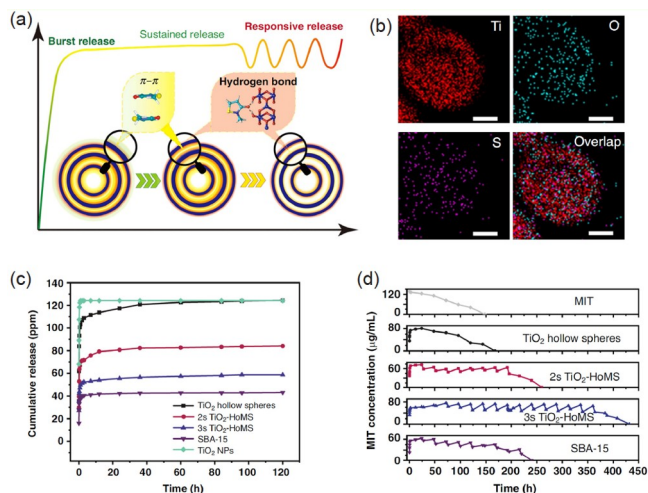 (a)
Burst release
Sustained release
Responsive release
π–π
Hydrogen bond
(b)
Ti
O
S
Overlap
(c)
Cumulative release (ppm)
140
120
100
80
60
40
20
0
TiO2 hollow spheres
2s TiO2-HoMS
3s TiO2-HoMS
SBA-15
TiO2 NPs
0 20 40 60 80 100 120
Time (h)
(d)
MIT concentration (μg/mL)
120
60
0
MIT
80
40
0
TiO2 hollow spheres
60
0
2s TiO2-HoMS
60
0
3s TiO2-HoMS
60
30
0
SBA-15
0 50 100 150 200 250 300 350 400 450
Time (h)